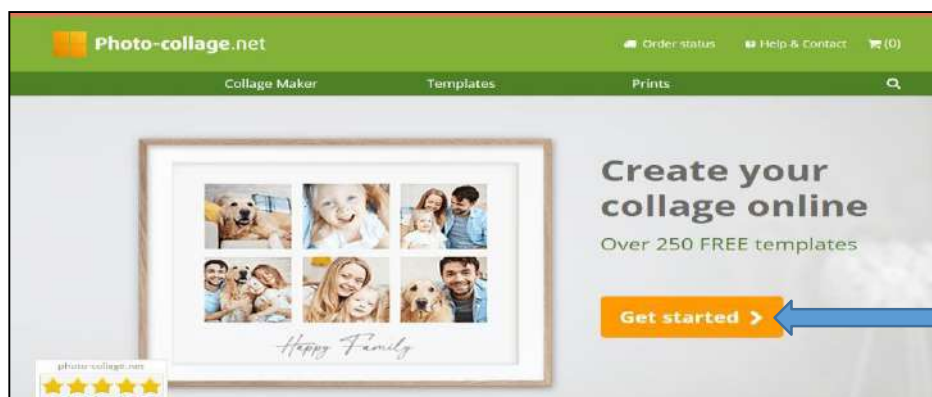 Photo-collage.net
Order status
Help & Contact
(0)
Collage Maker
Templates
Prints
Create your
collage online
Over 250 FREE templates
Get started
Happy Family
photo-collage.net